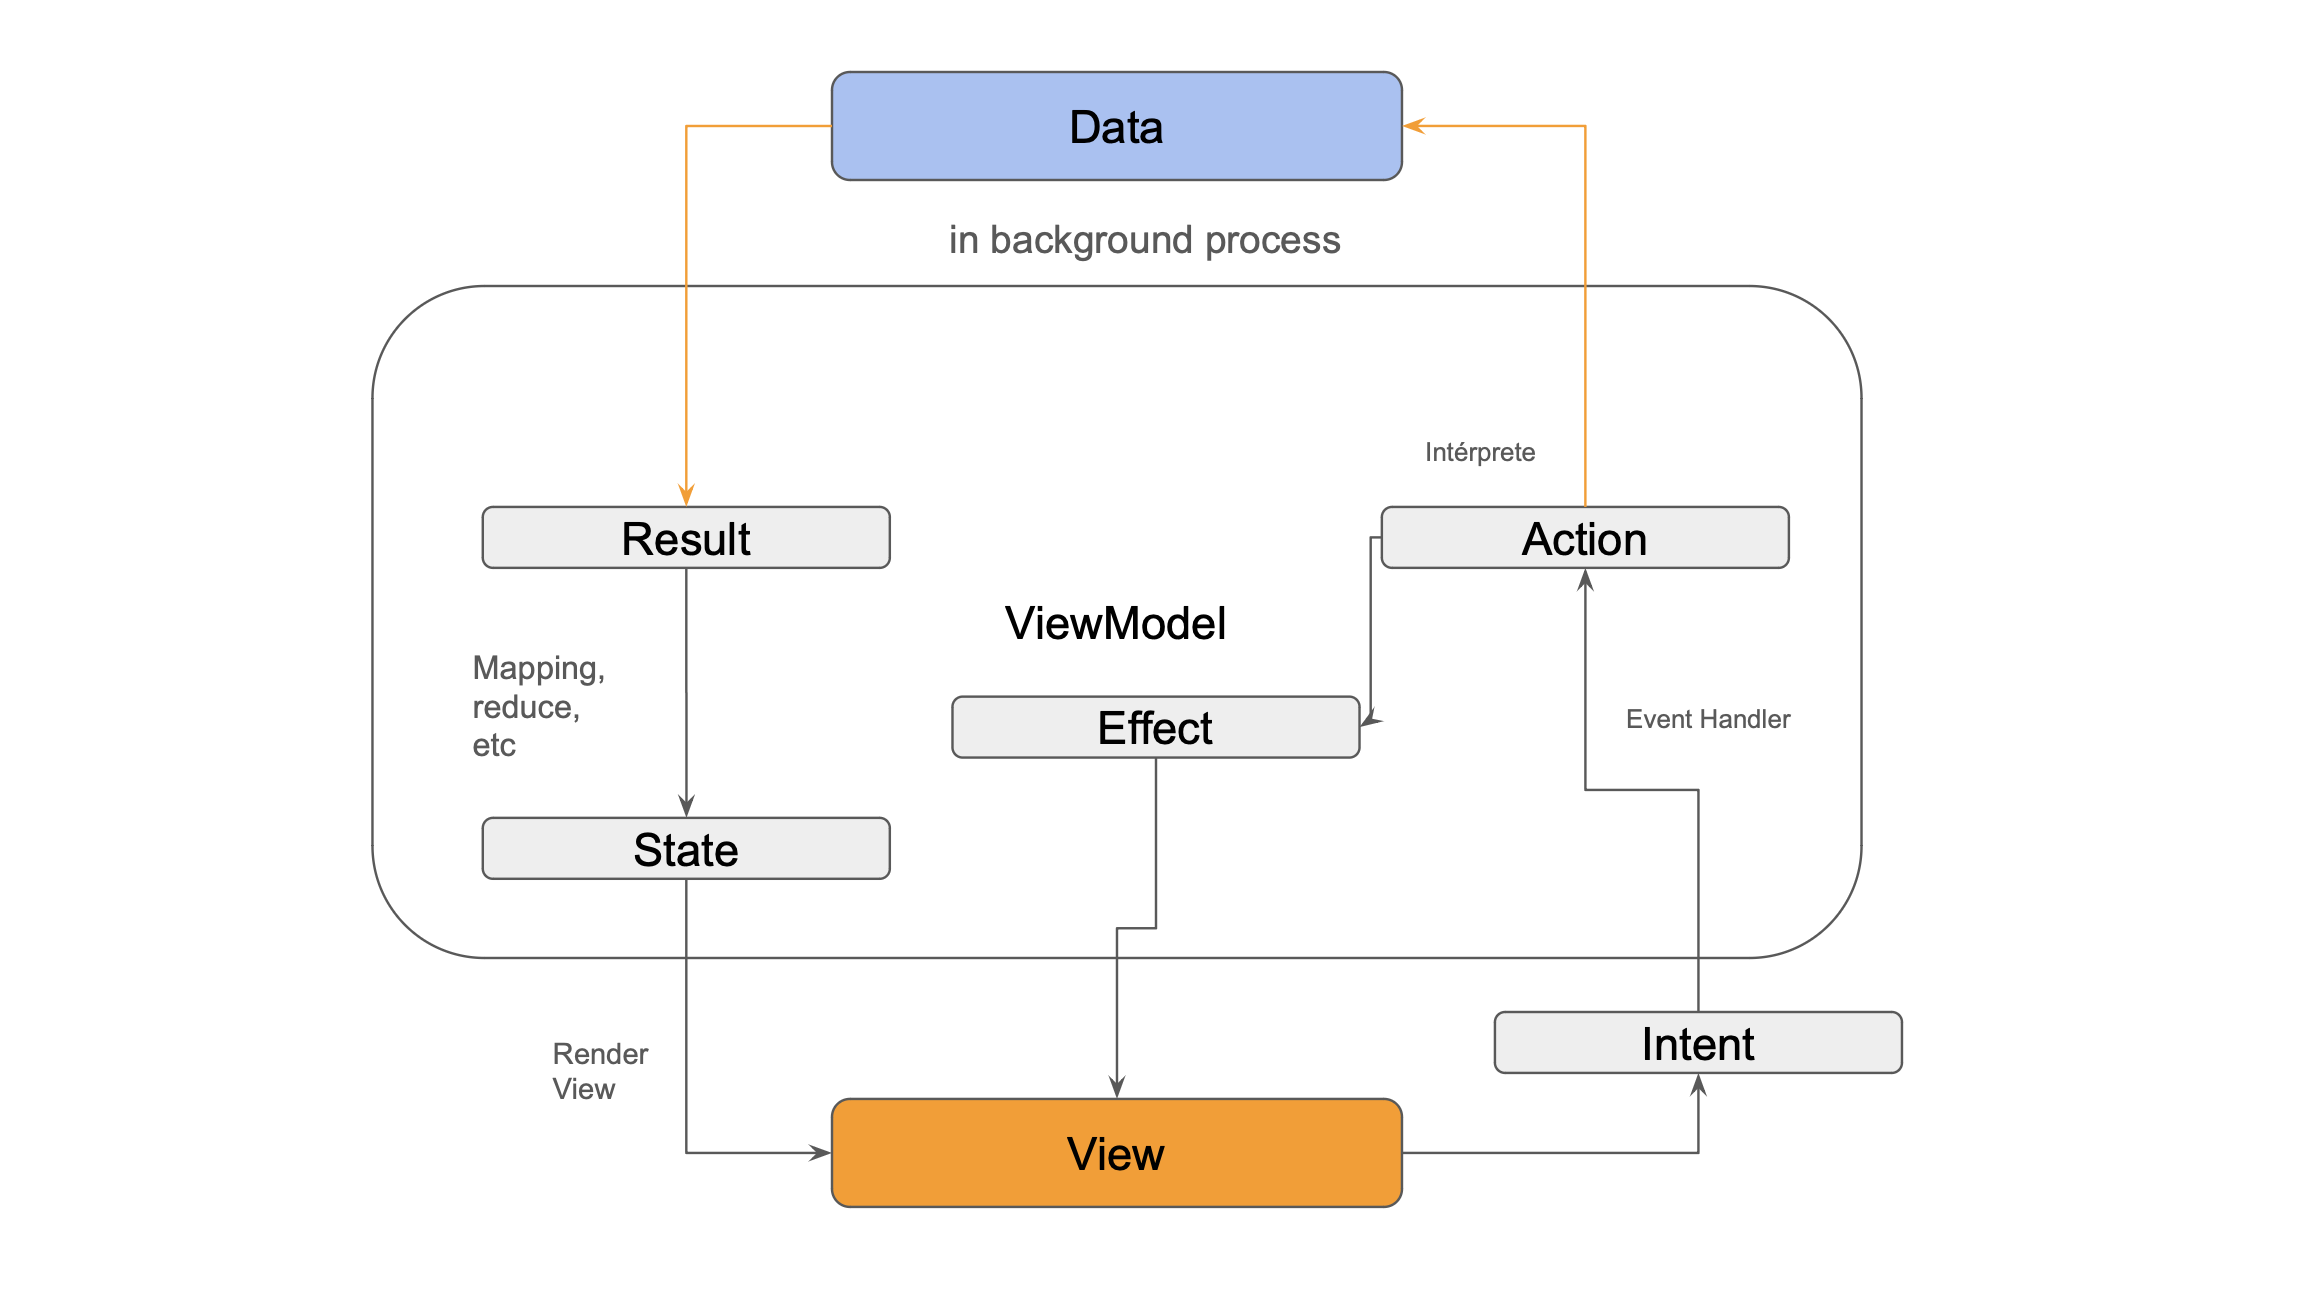 Data
in background process
Intérprete
Result
Action
ViewModel
Mapping,
reduce,
etc
Effect
Event Handler
State
Intent
Render
View
View